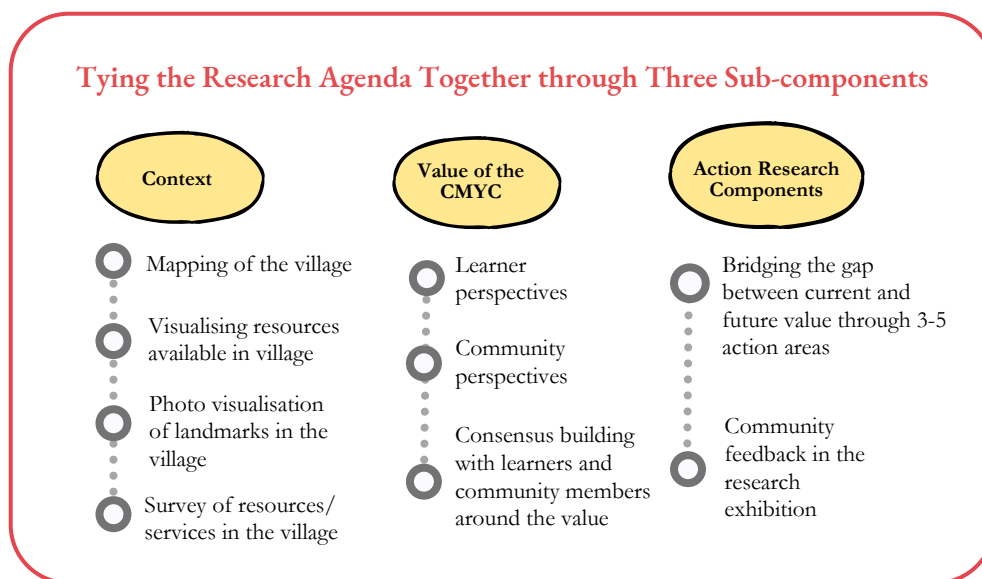 Tying the Research Agenda Together through Three Sub-components
Context
Mapping of the village
Visualising resources
available in village
Photo visualisation
of landmarks in the
village
Survey of resources/
services in the village
Value of the
CMYC
Learner
perspectives
Community
perspectives
Consensus building
with learners and
community members
around the value
Action Research
Components
Bridging the gap
between current and
future value through 3-5
action areas
Community
feedback in the
research
exhibition